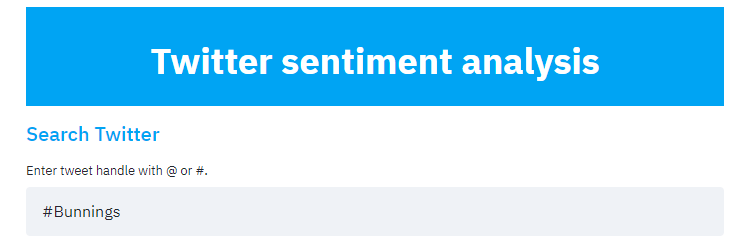 Twitter sentiment analysis
Search Twitter
Enter tweet handle with @ or #.
#Bunnings